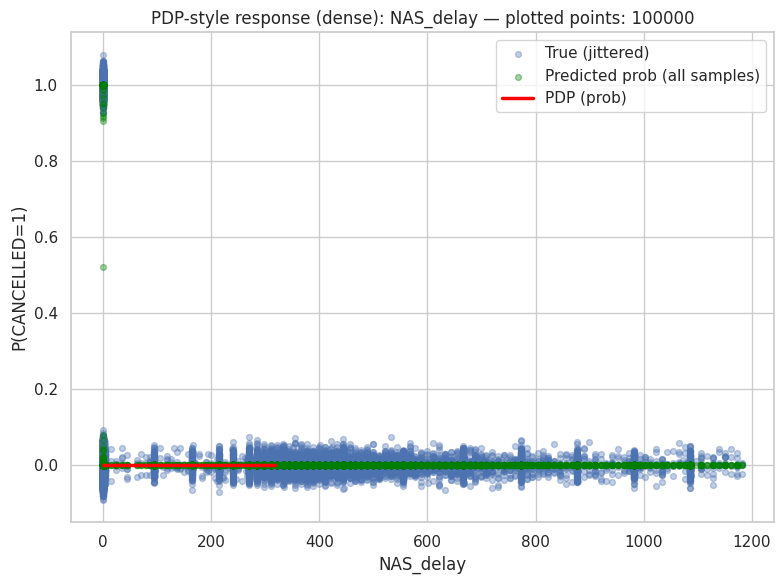 PDP-style response (dense): NAS_delay — plotted points: 100000
True (jittered)
Predicted prob (all samples)
PDP (prob)
P(CANCELLED=1)
1.0
0.8
0.6
0.4
0.2
0.0
0 200 400 600 800 1000 1200
NAS_delay